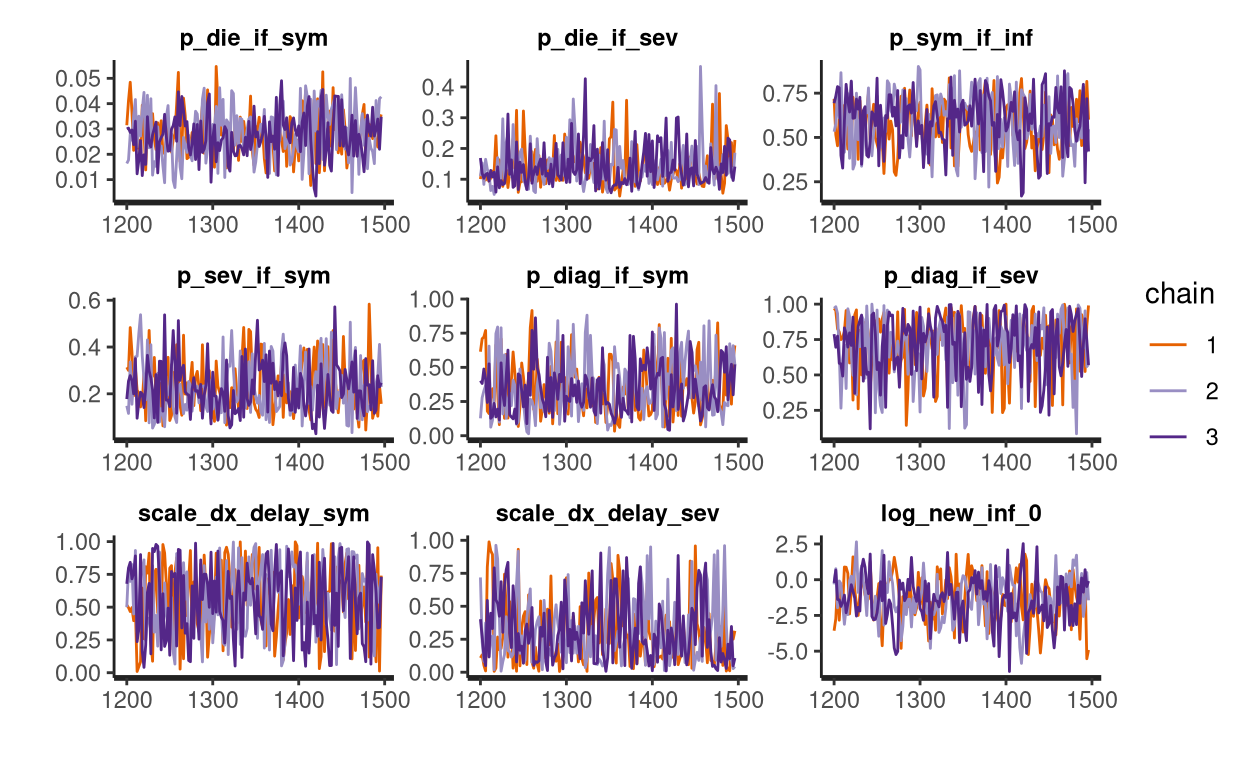 p_die_if_sym
p_die_if_sev
p_sym_if_inf
0.05
0.04
0.03
0.02
0.01
0.4
0.3
0.2
0.1
0.75
0.50
0.25
1200 1300 1400 1500
1200 1300 1400 1500
1200 1300 1400 1500
p_sev_if_sym
p_diag_if_sym
p_diag_if_sev
0.6
0.4
0.2
1.00
0.75
0.50
0.25
0.00
1.00
0.75
0.50
0.25
1200 1300 1400 1500
1200 1300 1400 1500
1200 1300 1400 1500
scale_dx_delay_sym
scale_dx_delay_sev
log_new_inf_0
1.00
0.75
0.50
0.25
0.00
1.00
0.75
0.50
0.25
0.00
2.5
0.0
-2.5
-5.0
1200 1300 1400 1500
1200 1300 1400 1500
1200 1300 1400 1500
chain
1
2
3